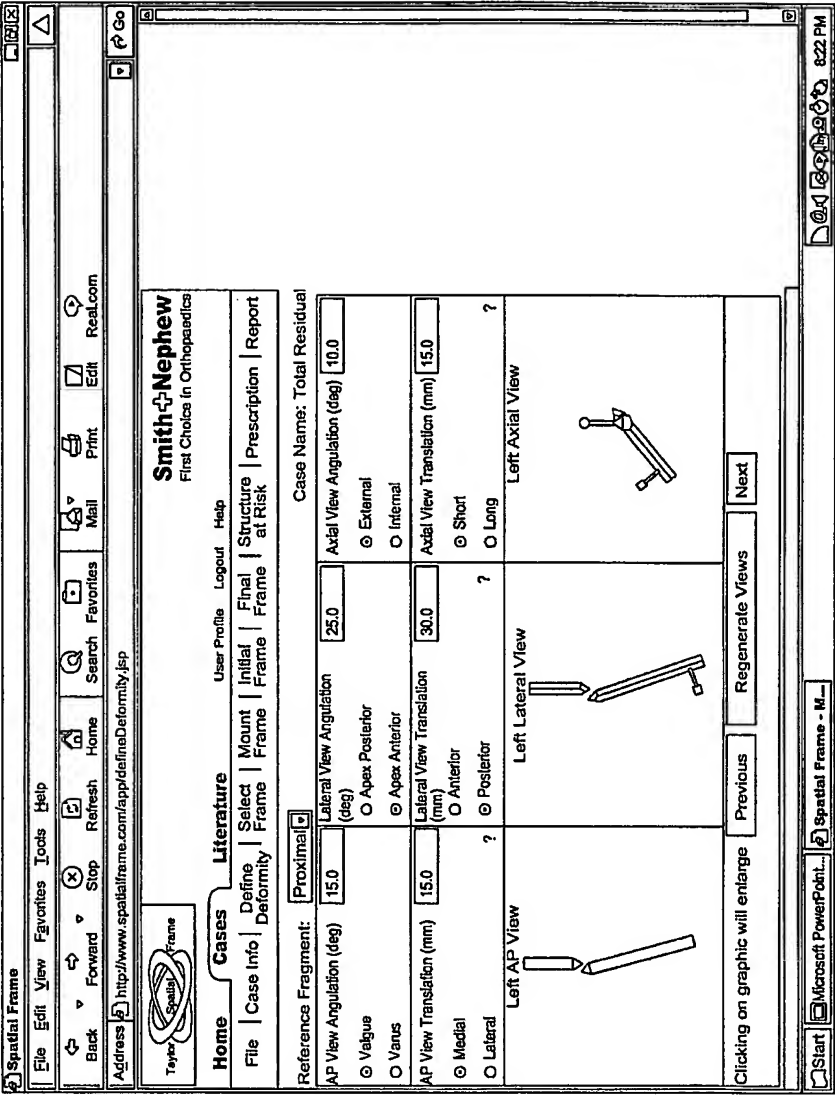 Spatial Frame
File Edit View Favorites Tools Help
Back Forward Stop Refresh Home Search Favorites Mail Print Edit Real.com
Address http://www.spatialframe.com/app/defineDeformity.jsp Go
Taylor Spatial Frame
Smith+Nephew
First Choice in Orthopaedics
Home Cases Literature User Profile Logout Help
File | Case Info | Define Deformity | Select Frame | Mount Frame | Initial Frame | Final Frame | Structure at Risk | Prescription | Report
Reference Fragment: Proximal Case Name: Total Residual
AP View Angulation (deg) 15.0
Valgue
Varus
Lateral View Angulation (deg) 25.0
Apex Posterior
Apex Anterior
Axial View Angulation (deg) 10.0
External
Internal
AP View Translation (mm) 15.0
Medial
Lateral ?
Lateral View Translation (mm) 30.0
Anterior
Posterior ?
Axial View Translation (mm) 15.0
Short
Long ?
Left AP View
Left Lateral View
Left Axial View
Clicking on graphic will enlarge Previous Regenerate Views Next
Start Microsoft PowerPoint... Spatial Frame - M... 8:22 PM